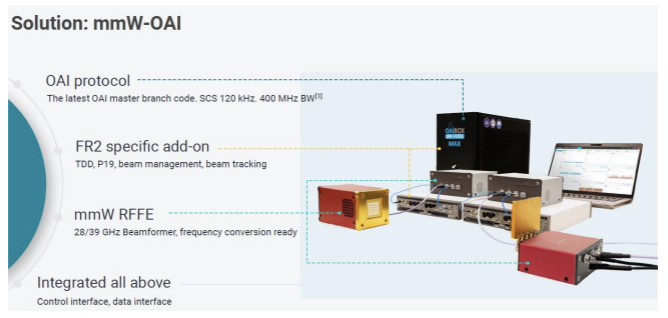 Solution: mmW-OAI
OAI protocol
The latest OAI master branch code. SCS 120 kHz. 400 MHz BW[1]
FR2 specific add-on
TDD, P19, beam management, beam tracking
mmW RFFE
28/39 GHz Beamformer, frequency conversion ready
Integrated all above
Control interface, data interface
OAIBOX
MAX